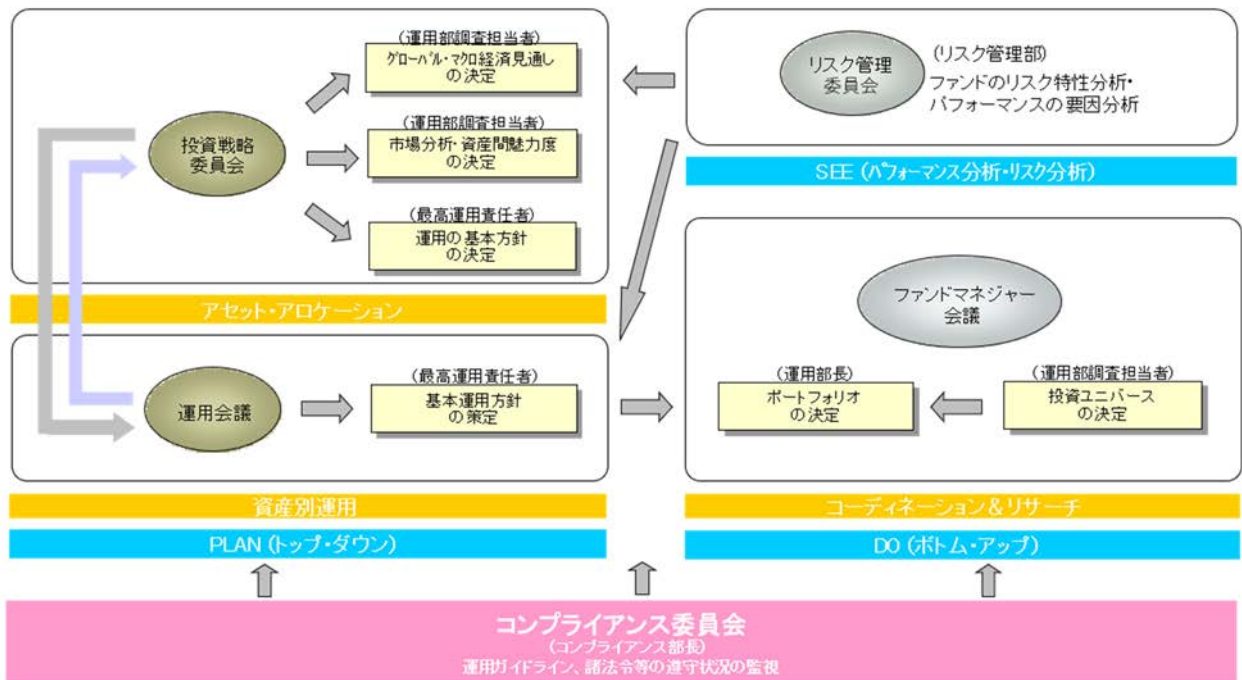 (運用部調査担当者)
グローバル・マクロ経済見通し
の決定
投資戦略
委員会
(運用部調査担当者)
市場分析・資産間魅力度
の決定
(最高運用責任者)
運用の基本方針
の決定
アセット・アロケーション
運用会議
(最高運用責任者)
基本運用方針
の策定
資産別運用
PLAN (トップ・ダウン)
リスク管理
委員会
(リスク管理部)
ファンドのリスク特性分析・
パフォーマンスの要因分析
SEE (パフォーマンス分析・リスク分析)
ファンドマネジャー
会議
(運用部長)
ポートフォリオ
の決定
(運用部調査担当者)
投資ユニバース
の決定
コーディネーション&リサーチ
DO (ボトム・アップ)
コンプライアンス委員会
(コンプライアンス部長)
運用ガイドライン、諸法令等の遵守状況の監視